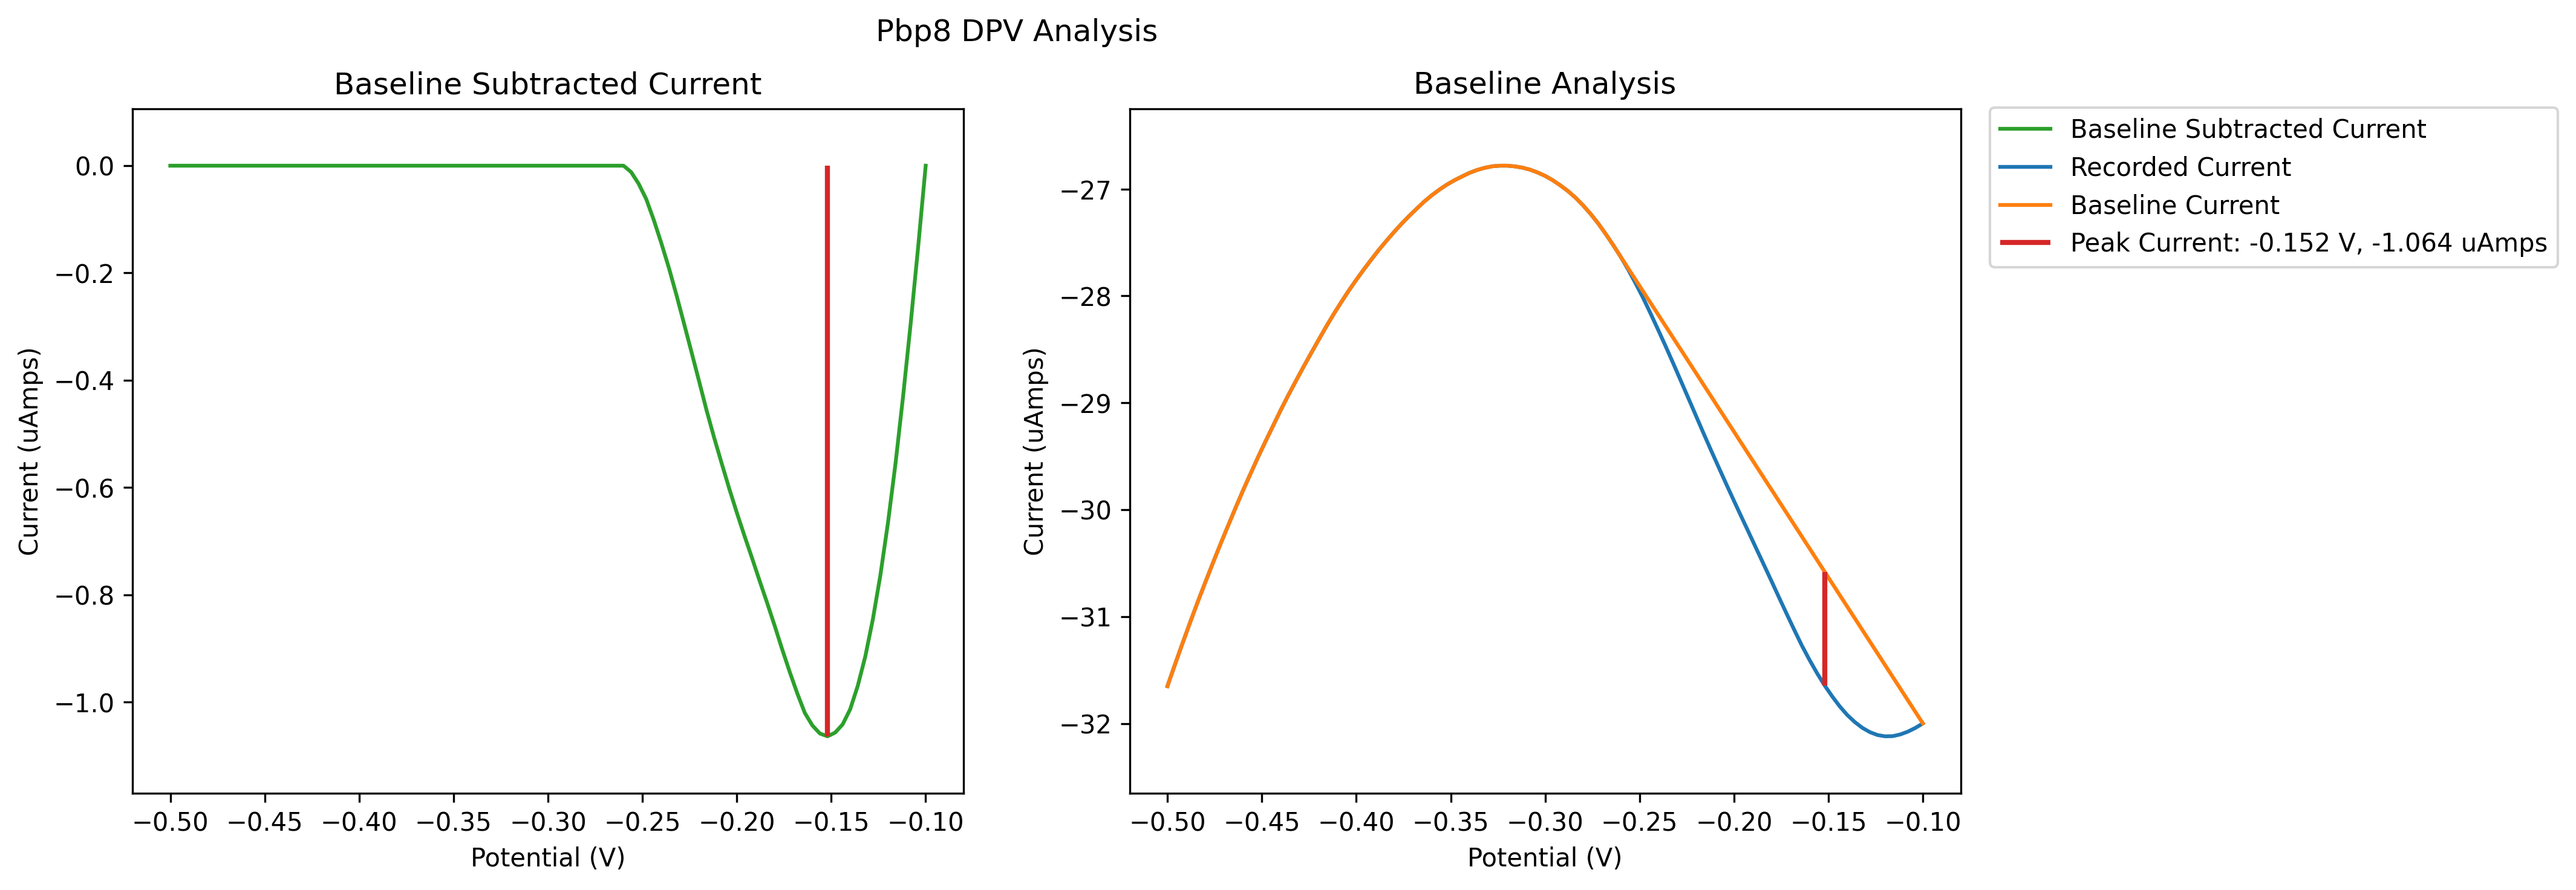 Pbp8 DPV Analysis
Baseline Subtracted Current
0.0
−0.2
−0.4
−0.6
−0.8
−1.0
Current (uAmps)
−0.50 −0.45 −0.40 −0.35 −0.30 −0.25 −0.20 −0.15 −0.10
Potential (V)
Baseline Analysis
−27
−28
−29
−30
−31
−32
Current (uAmps)
−0.50 −0.45 −0.40 −0.35 −0.30 −0.25 −0.20 −0.15 −0.10
Potential (V)
Baseline Subtracted Current
Recorded Current
Baseline Current
Peak Current: -0.152 V, -1.064 uAmps